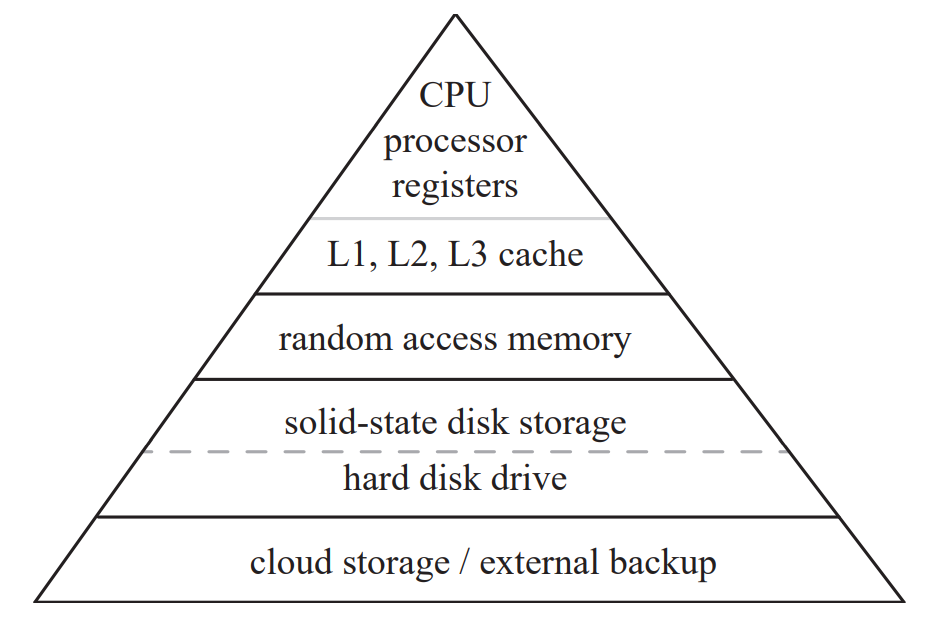 CPU
processor
registers
L1, L2, L3 cache
random access memory
solid-state disk storage
hard disk drive
cloud storage / external backup